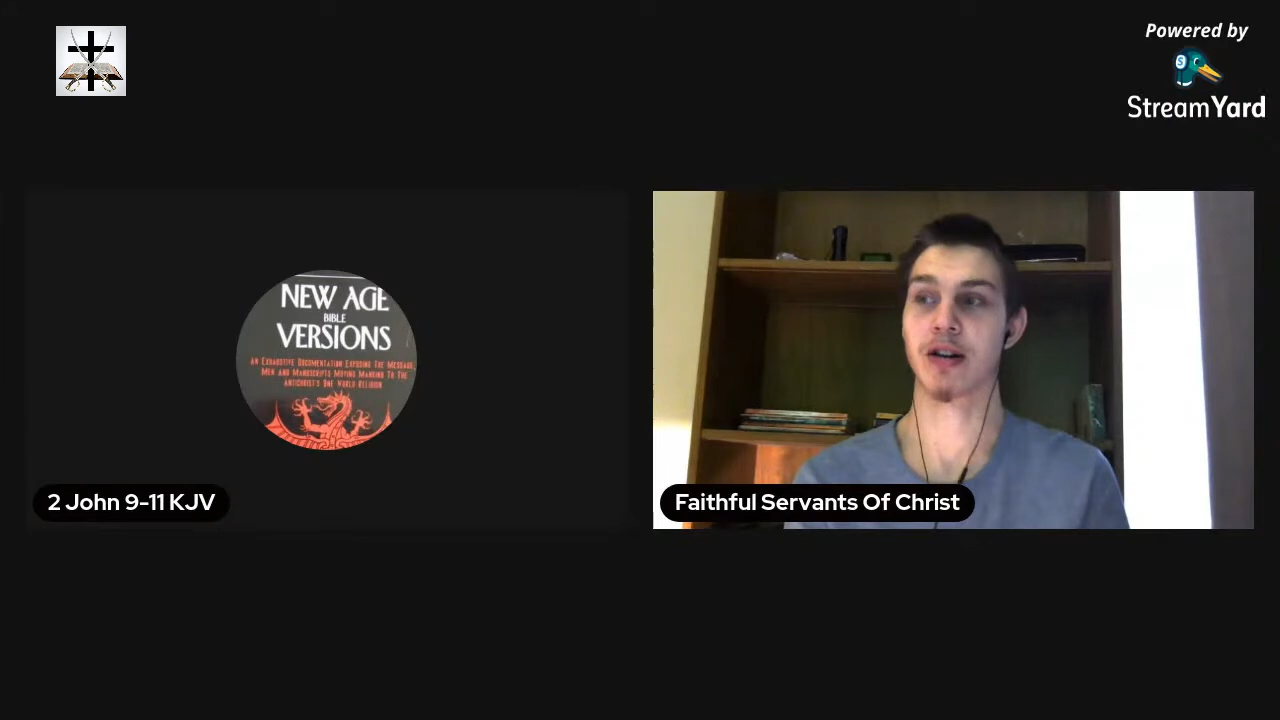 Powered by
S
StreamYard
NEW AGE
BIBLE
VERSIONS
AN EXHAUSTIVE DOCUMENTATION EXPOSING THE MESSAGE,
MEN AND MANUSCRIPTS MOVING MANKIND TO THE
ANTICHRIST'S ONE WORLD RELIGION
2 John 9-11 KJV
Faithful Servants Of Christ